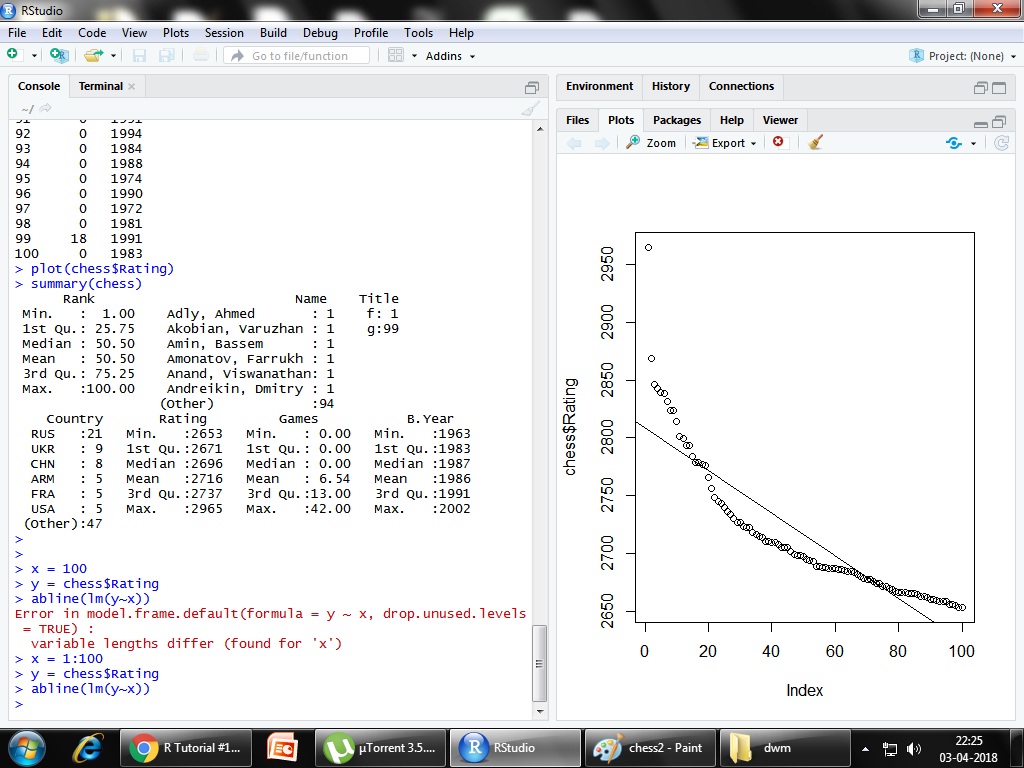 RStudio
File Edit Code View Plots Session Build Debug Profile Tools Help
Go to file/function Addins Project: (None)
Console Terminal
~/
91 0 1991
92 0 1994
93 0 1984
94 0 1988
95 0 1974
96 0 1990
97 0 1972
98 0 1981
99 18 1991
100 0 1983
> plot(chess$Rating)
> summary(chess)
Rank Name Title
Min. : 1.00 Adly, Ahmed : 1 f: 1
1st Qu.: 25.75 Akobian, Varuzhan : 1 g:99
Median : 50.50 Amin, Bassem : 1
Mean : 50.50 Amonatov, Farrukh : 1
3rd Qu.: 75.25 Anand, Viswanathan: 1
Max. :100.00 Andreikin, Dmitry : 1
(Other) :94
Country Rating Games B.Year
RUS :21 Min. :2653 Min. : 0.00 Min. :1963
UKR : 9 1st Qu.:2671 1st Qu.: 0.00 1st Qu.:1983
CHN : 8 Median :2696 Median : 0.00 Median :1987
ARM : 5 Mean :2716 Mean : 6.54 Mean :1986
FRA : 5 3rd Qu.:2737 3rd Qu.:13.00 3rd Qu.:1991
USA : 5 Max. :2965 Max. :42.00 Max. :2002
(Other):47
>
>
> x = 100
> y = chess$Rating
> abline(lm(y~x))
Error in model.frame.default(formula = y ~ x, drop.unused.levels
= TRUE) :
variable lengths differ (found for 'x')
> x = 1:100
> y = chess$Rating
> abline(lm(y~x))
>
Environment History Connections
Files Plots Packages Help Viewer
Zoom Export
chess$Rating
2950
2900
2850
2800
2750
2700
2650
0 20 40 60 80 100
Index
R Tutorial #1... µTorrent 3.5.... RStudio chess2 - Paint dwm 22:25
03-04-2018